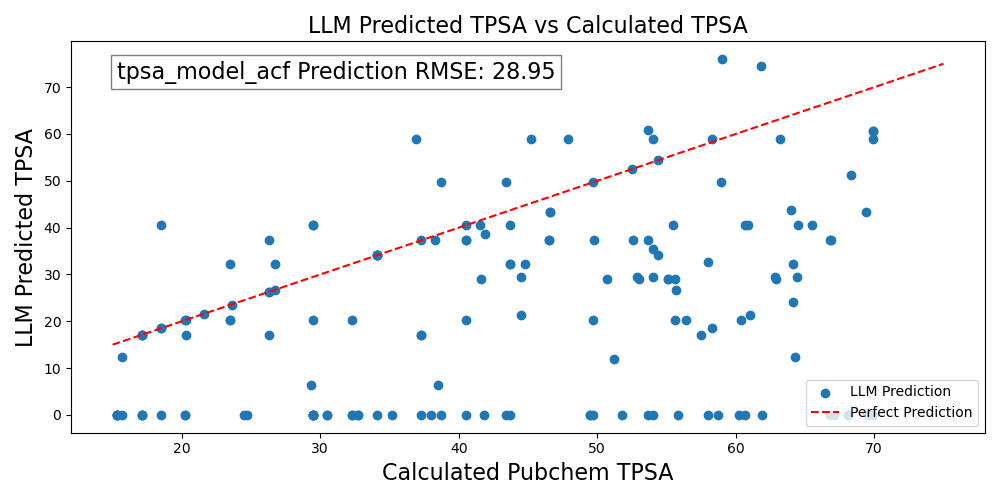 LLM Predicted TPSA vs Calculated TPSA
tpsa_model_acf Prediction RMSE: 28.95
LLM Predicted TPSA
70
60
50
40
30
20
10
0
LLM Prediction
Perfect Prediction
20 30 40 50 60 70
Calculated Pubchem TPSA